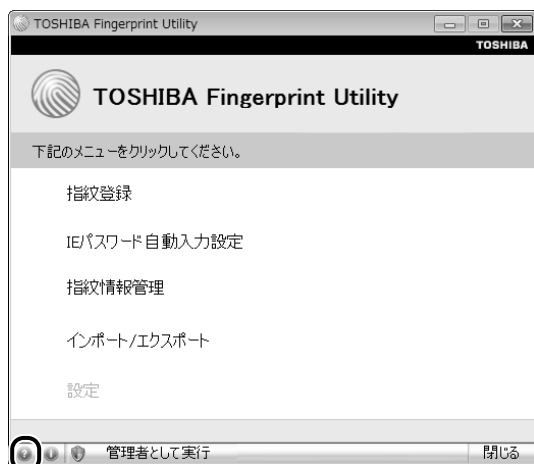 TOSHIBA Fingerprint Utility
TOSHIBA
TOSHIBA Fingerprint Utility
下記のメニューをクリックしてください。
指紋登録
IEパスワード自動入力設定
指紋情報管理
インポート/エクスポート
設定
管理者として実行 閉じる